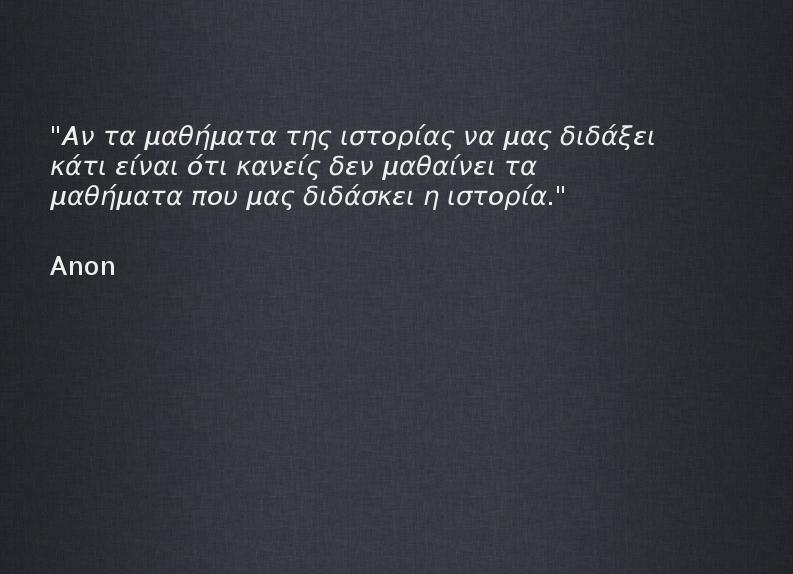 "Αν τα μαθήματα της ιστορίας να μας διδάξει
κάτι είναι ότι κανείς δεν μαθαίνει τα
μαθήματα που μας διδάσκει η ιστορία."
Anon